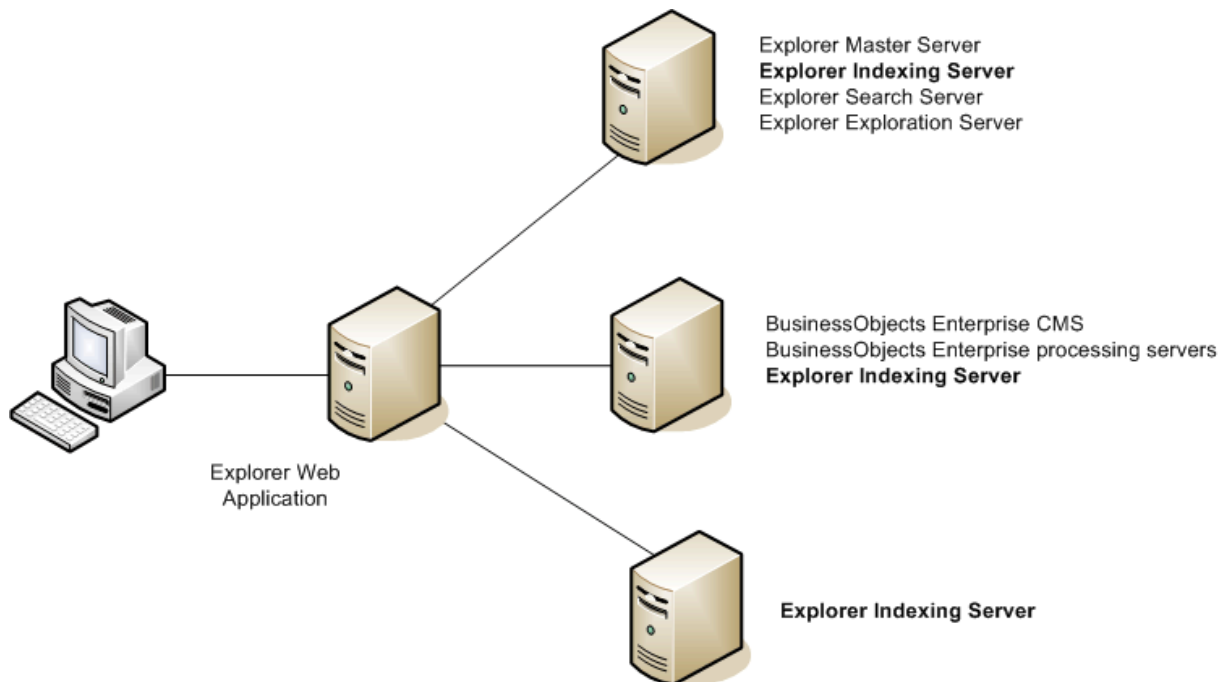 Explorer Master Server
Explorer Indexing Server
Explorer Search Server
Explorer Exploration Server
BusinessObjects Enterprise CMS
BusinessObjects Enterprise processing servers
Explorer Indexing Server
Explorer Web
Application
Explorer Indexing Server